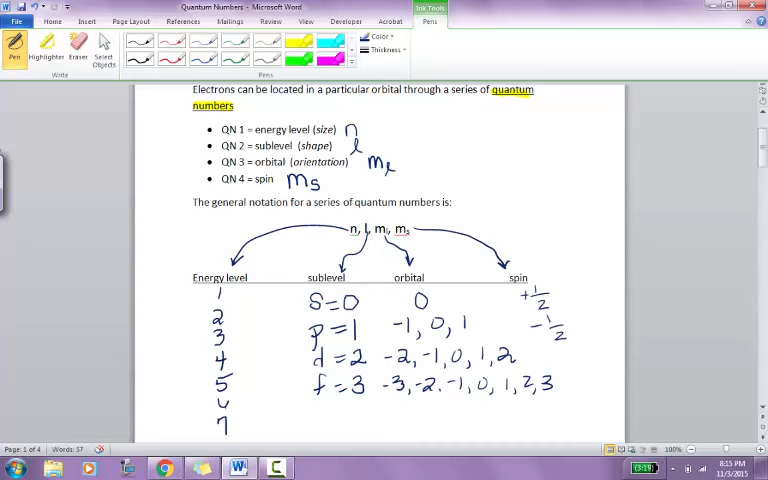 Quantum Numbers - Microsoft Word
Ink Tools
File Home Insert Page Layout References Mailings Review View Developer Acrobat Pens
Pen Highlighter Eraser Select Objects
Color
Thickness
Write Pens
Electrons can be located in a particular orbital through a series of quantum
numbers
• QN 1 = energy level (size) n
• QN 2 = sublevel (shape) l
• QN 3 = orbital (orientation) ml
• QN 4 = spin ms
The general notation for a series of quantum numbers is:
n, l, ml, ms
Energy level sublevel orbital spin
1 s=0 0 +1/2
2 p=1 -1, 0, 1 -1/2
3
4 d=2 -2, -1, 0, 1, 2
5 f=3 -3, -2, -1, 0, 1, 2, 3
6
7
Page: 1 of 4 Words: 57 100%
(3:19) 8:15 PM
11/3/2015